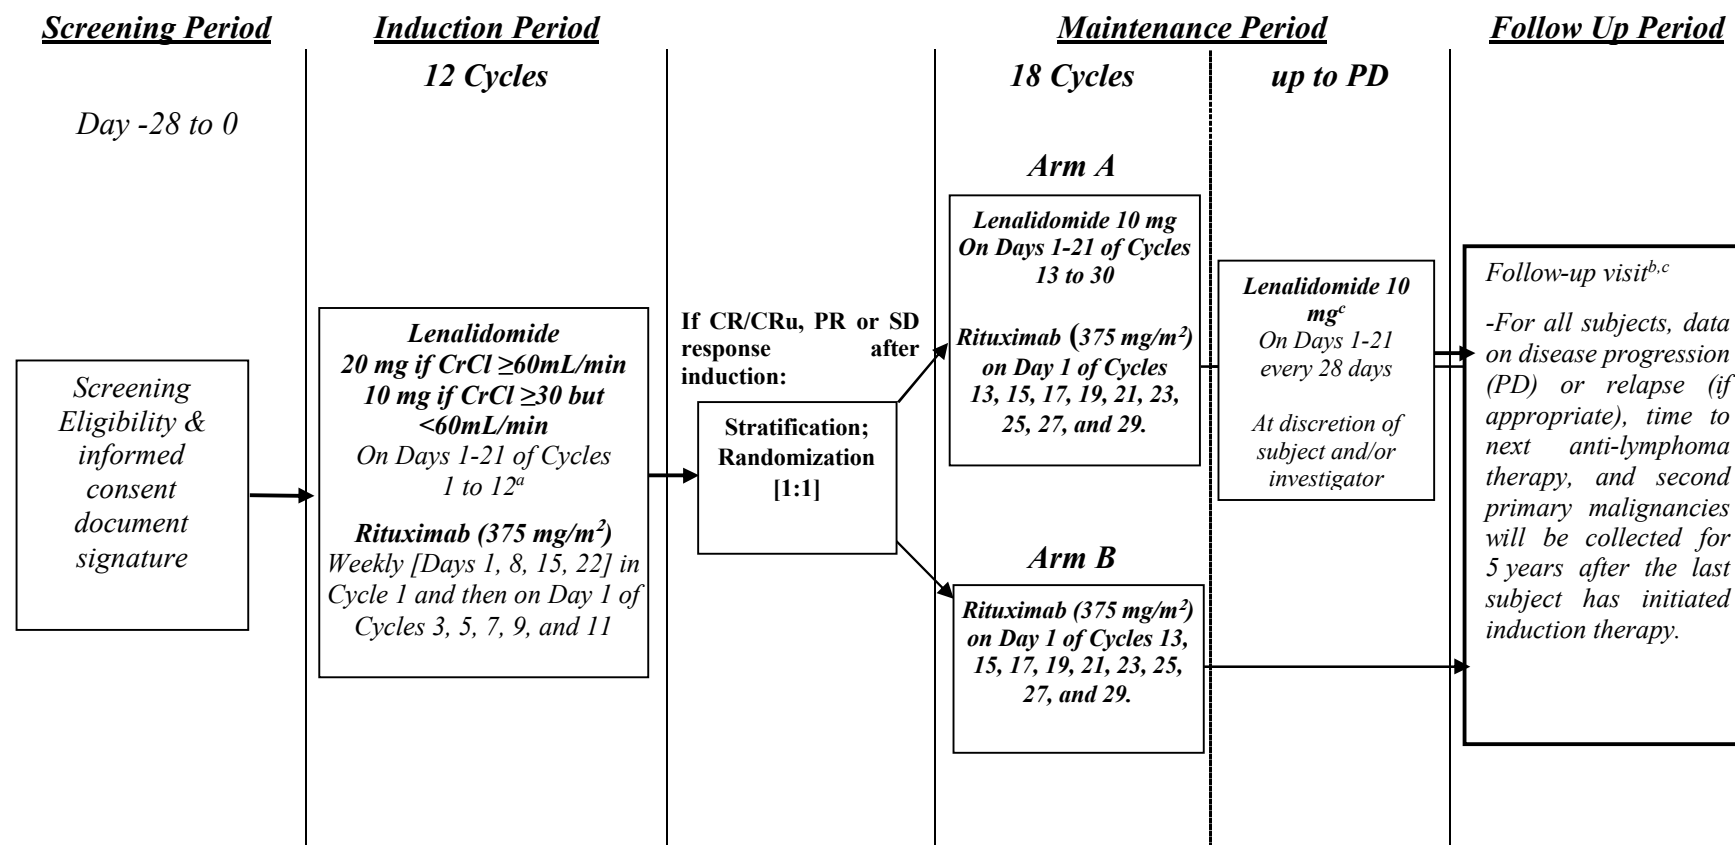 Screening Period
Induction Period
Maintenance Period
Follow Up Period
12 Cycles
18 Cycles
up to PD
Day -28 to 0
Screening
Eligibility &
informed
consent
document
signature
Lenalidomide
20 mg if CrCl ≥60mL/min
10 mg if CrCl ≥30 but
<60mL/min
On Days 1-21 of Cycles
1 to 12ᵃ
Rituximab (375 mg/m²)
Weekly [Days 1, 8, 15, 22] in
Cycle 1 and then on Day 1 of
Cycles 3, 5, 7, 9, and 11
If CR/CRu, PR or SD
response after
induction:
Stratification;
Randomization
[1:1]
Arm A
Lenalidomide 10 mg
On Days 1-21 of Cycles
13 to 30
Rituximab (375 mg/m²)
on Day 1 of Cycles
13, 15, 17, 19, 21, 23,
25, 27, and 29.
Arm B
Rituximab (375 mg/m²)
on Day 1 of Cycles 13,
15, 17, 19, 21, 23, 25,
27, and 29.
Lenalidomide 10
mgᶜ
On Days 1-21
every 28 days
At discretion of
subject and/or
investigator
Follow-up visitᵇ,ᶜ
-For all subjects, data
on disease progression
(PD) or relapse (if
appropriate), time to
next anti-lymphoma
therapy, and second
primary malignancies
will be collected for
5 years after the last
subject has initiated
induction therapy.